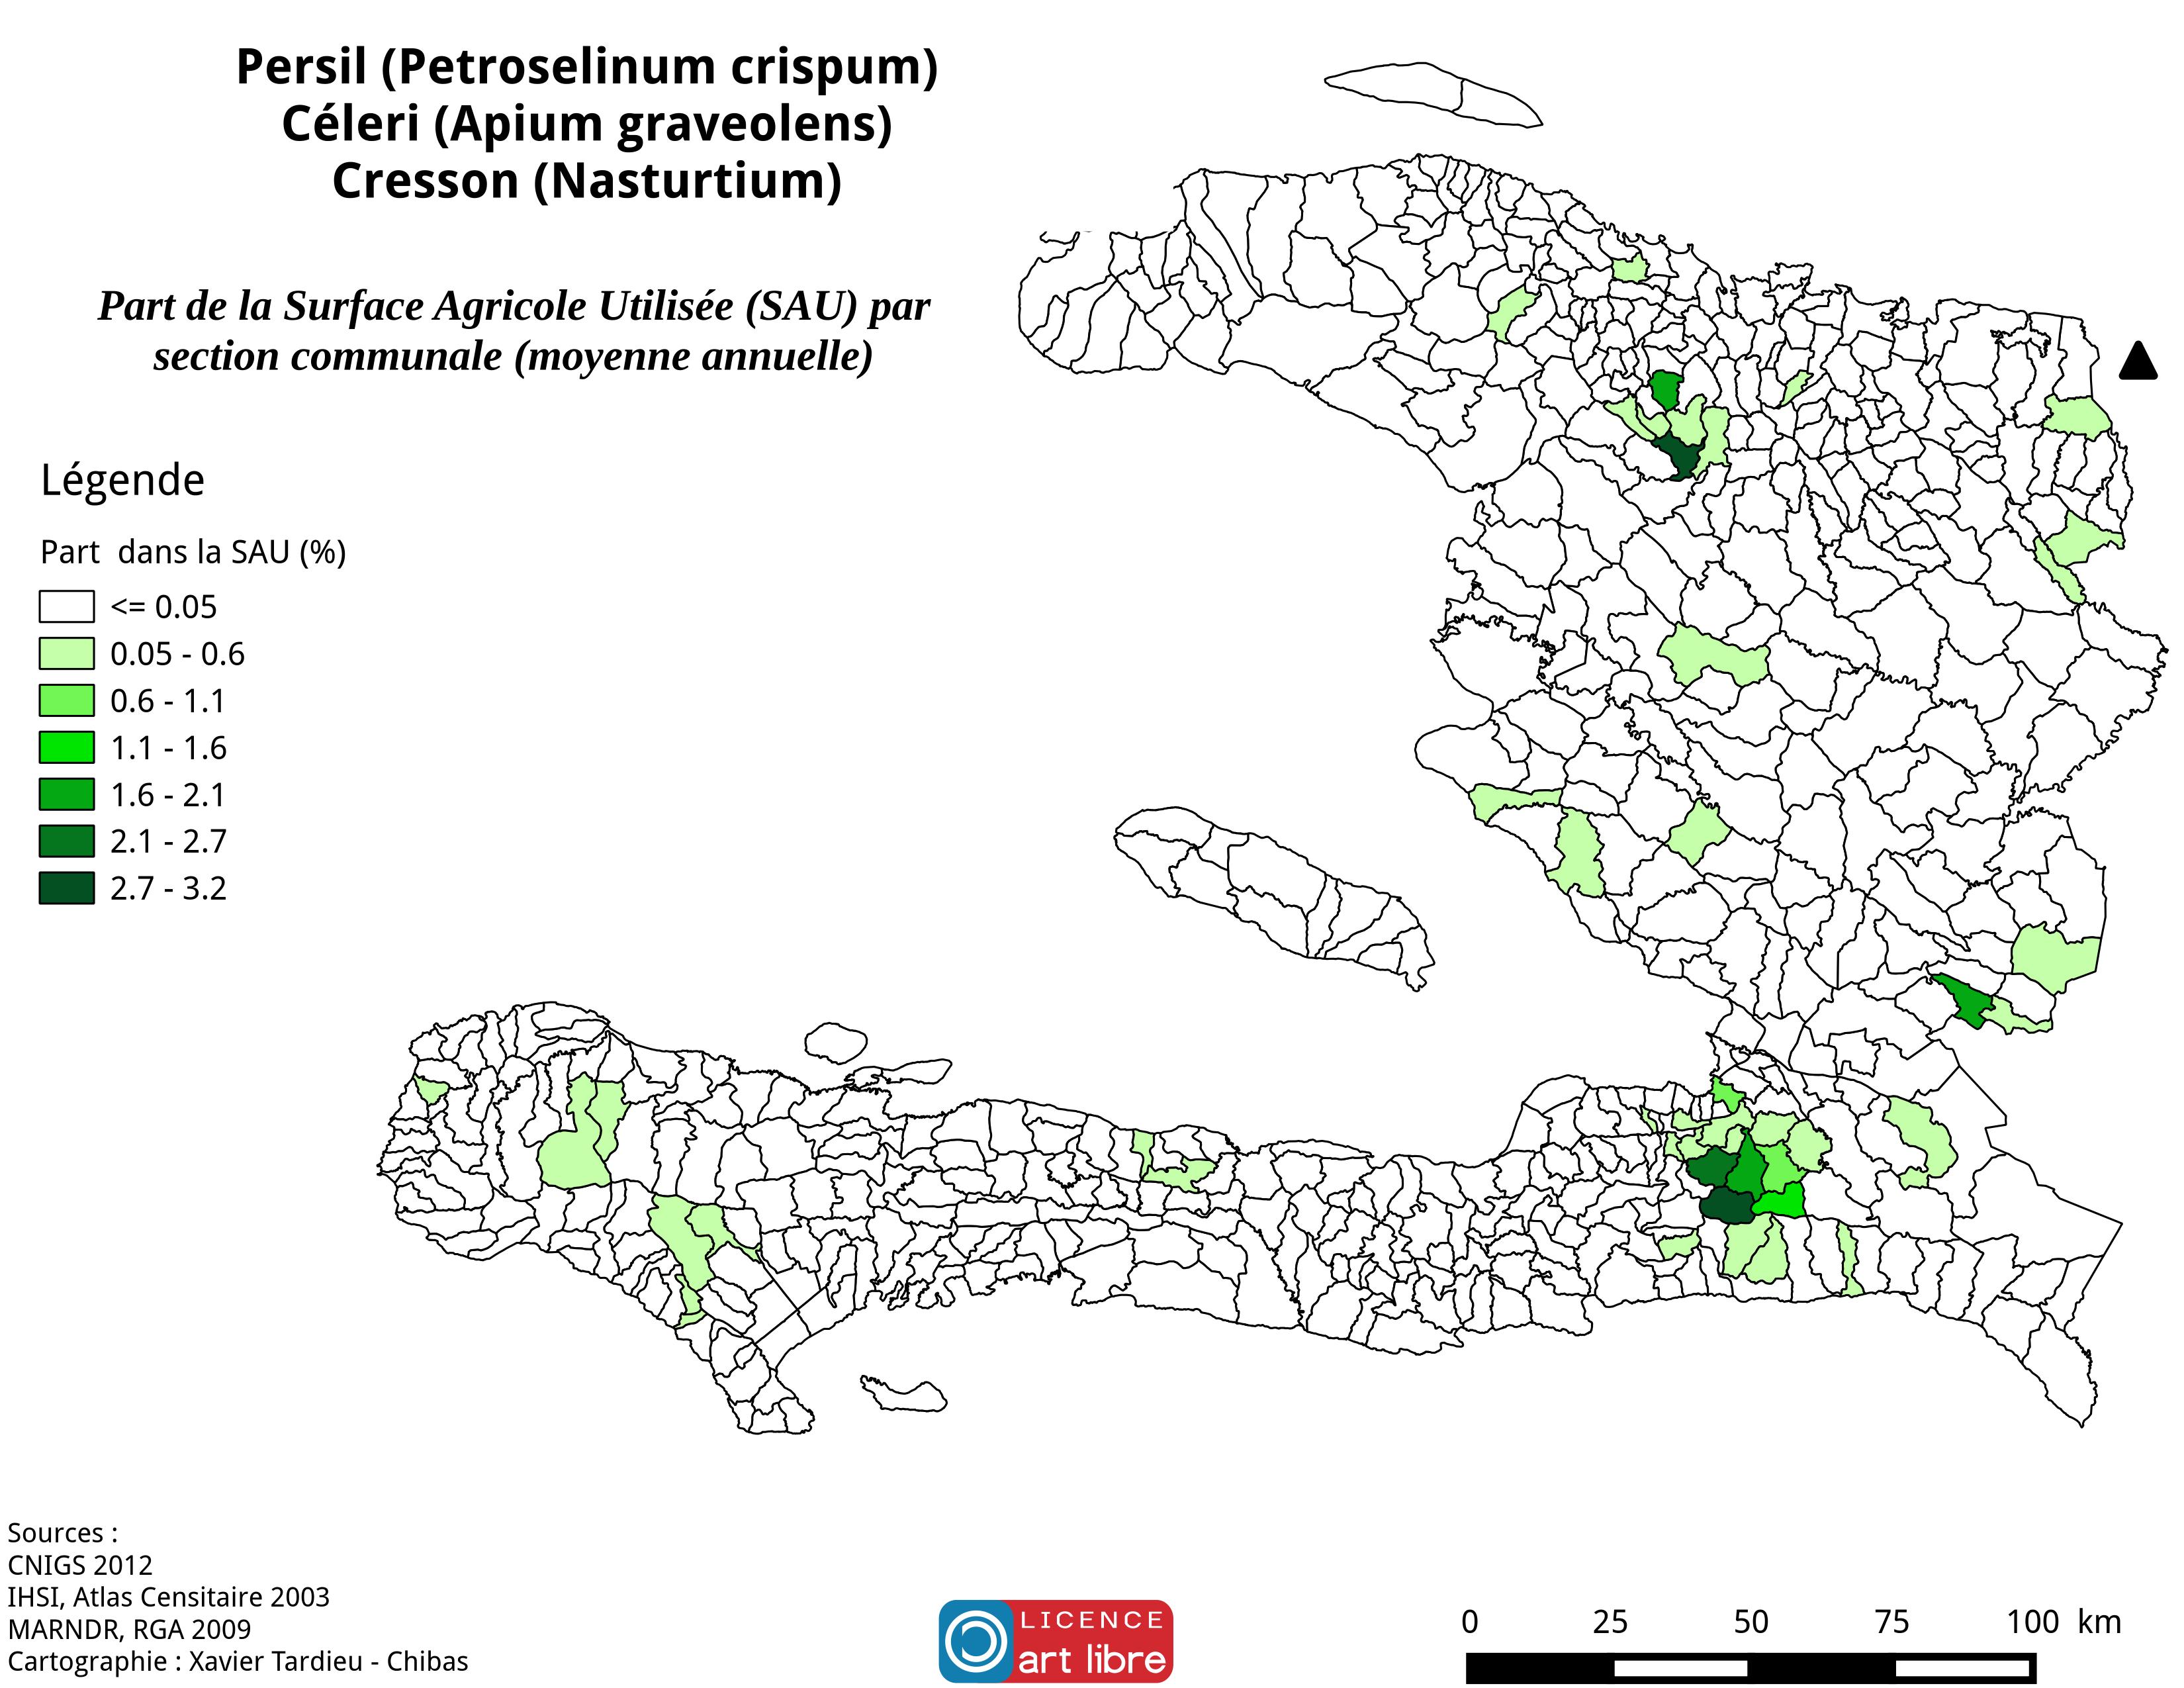 Persil (Petroselinum crispum)
Céleri (Apium graveolens)
Cresson (Nasturtium)
Part de la Surface Agricole Utilisée (SAU) par
section communale (moyenne annuelle)
Légende
Part  dans la SAU (%)
<= 0.05
0.05 - 0.6
0.6 - 1.1
1.1 - 1.6
1.6 - 2.1
2.1 - 2.7
2.7 - 3.2
Sources :
CNIGS 2012
IHSI, Atlas Censitaire 2003
MARNDR, RGA 2009
Cartographie : Xavier Tardieu - Chibas
LICENCE
art libre
0 25 50 75 100 km